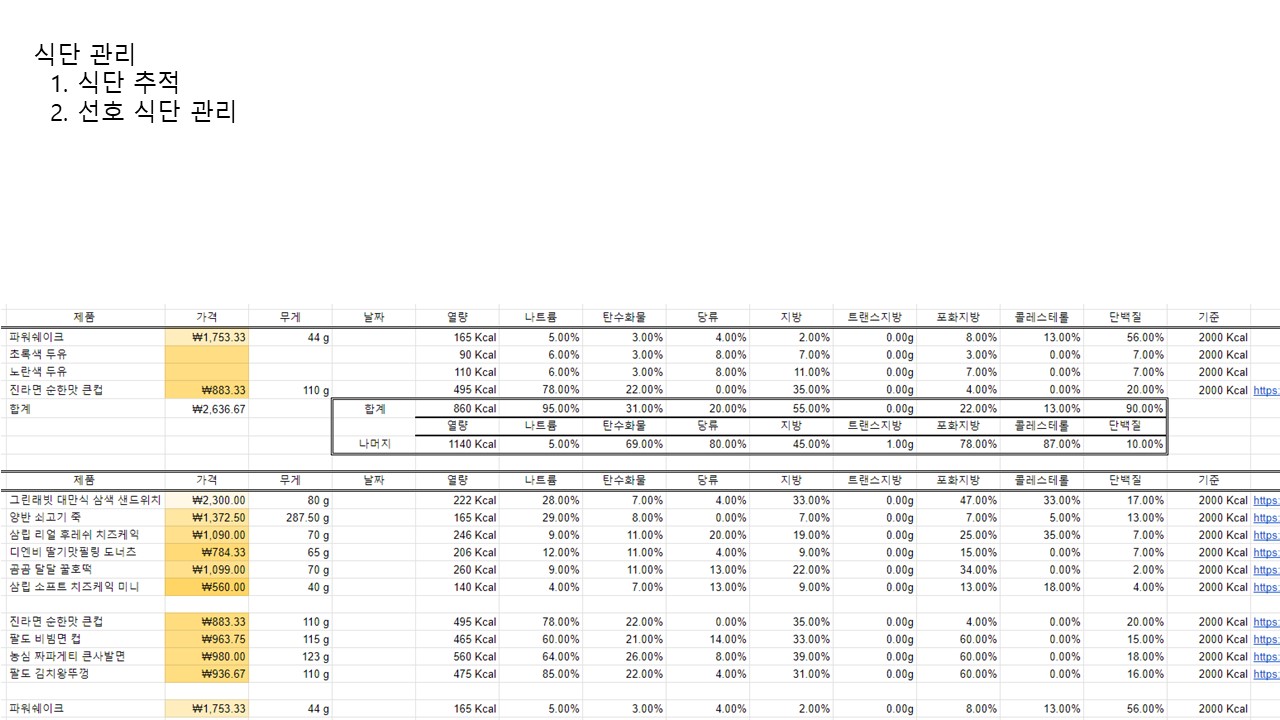 식단 관리
1. 식단 추적
2. 선호 식단 관리
제품 가격 무게 날짜 열량 나트륨 탄수화물 당류 지방 트랜스지방 포화지방 콜레스테롤 단백질 기준
파워쉐이크 ₩1,753.33 44 g 165 Kcal 5.00% 3.00% 4.00% 2.00% 0.00g 8.00% 13.00% 56.00% 2000 Kcal
초록색 두유 90 Kcal 6.00% 3.00% 8.00% 7.00% 0.00g 3.00% 0.00% 7.00% 2000 Kcal
노란색 두유 110 Kcal 6.00% 3.00% 8.00% 11.00% 0.00g 7.00% 0.00% 7.00% 2000 Kcal
진라면 순한맛 큰컵 ₩883.33 110 g 495 Kcal 78.00% 22.00% 0.00% 35.00% 0.00g 4.00% 0.00% 20.00% 2000 Kcal https:
합계 ₩2,636.67 합계 860 Kcal 95.00% 31.00% 20.00% 55.00% 0.00g 22.00% 13.00% 90.00%
열량 나트륨 탄수화물 당류 지방 트랜스지방 포화지방 콜레스테롤 단백질
나머지 1140 Kcal 5.00% 69.00% 80.00% 45.00% 1.00g 78.00% 87.00% 10.00%
제품 가격 무게 날짜 열량 나트륨 탄수화물 당류 지방 트랜스지방 포화지방 콜레스테롤 단백질 기준
그린래빗 대만식 삼색 샌드위치 ₩2,300.00 80 g 222 Kcal 28.00% 7.00% 4.00% 33.00% 0.00g 47.00% 33.00% 17.00% 2000 Kcal https:
양반 쇠고기 죽 ₩1,372.50 287.50 g 165 Kcal 29.00% 8.00% 0.00% 7.00% 0.00g 7.00% 5.00% 13.00% 2000 Kcal https:
삼립 리얼 후레쉬 치즈케익 ₩1,090.00 70 g 246 Kcal 9.00% 11.00% 20.00% 19.00% 0.00g 25.00% 35.00% 7.00% 2000 Kcal https:
디엔비 딸기맛필링 도너츠 ₩784.33 65 g 206 Kcal 12.00% 11.00% 4.00% 9.00% 0.00g 15.00% 0.00% 7.00% 2000 Kcal https:
곰곰 달달 꿀호떡 ₩1,099.00 70 g 260 Kcal 9.00% 11.00% 13.00% 22.00% 0.00g 34.00% 0.00% 2.00% 2000 Kcal https:
삼립 소프트 치즈케익 미니 ₩560.00 40 g 140 Kcal 4.00% 7.00% 13.00% 9.00% 0.00g 13.00% 18.00% 4.00% 2000 Kcal https:
진라면 순한맛 큰컵 ₩883.33 110 g 495 Kcal 78.00% 22.00% 0.00% 35.00% 0.00g 4.00% 0.00% 20.00% 2000 Kcal https:
팔도 비빔면 컵 ₩963.75 115 g 465 Kcal 60.00% 21.00% 14.00% 33.00% 0.00g 60.00% 0.00% 15.00% 2000 Kcal https:
농심 짜파게티 큰사발면 ₩980.00 123 g 560 Kcal 64.00% 26.00% 8.00% 39.00% 0.00g 60.00% 0.00% 18.00% 2000 Kcal https:
팔도 김치왕뚜껑 ₩936.67 110 g 475 Kcal 85.00% 22.00% 4.00% 31.00% 0.00g 60.00% 0.00% 16.00% 2000 Kcal https:
파워쉐이크 ₩1,753.33 44 g 165 Kcal 5.00% 3.00% 4.00% 2.00% 0.00g 8.00% 13.00% 56.00% 2000 Kcal